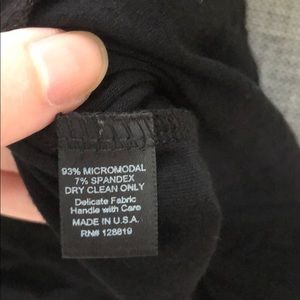 93% MICROMODAL
7% SPANDEX
DRY CLEAN ONLY
Delicate Fabric
Handle with Care
MADE IN U.S.A.
RN# 128819